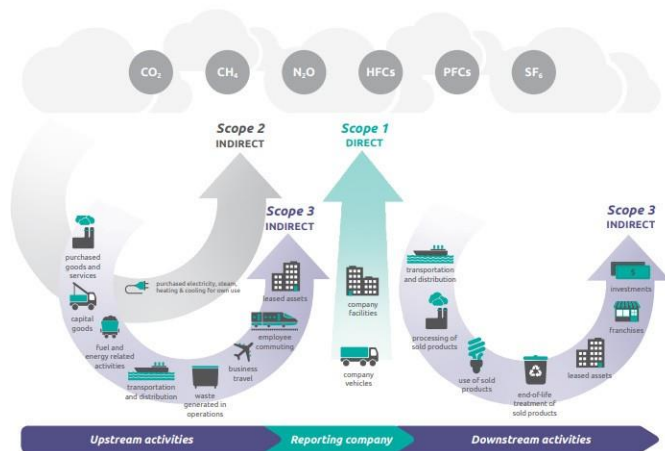 CO₂
CH₄
N₂O
HFCs
PFCs
SF₆
Scope 2
INDIRECT
Scope 1
DIRECT
Scope 3
INDIRECT
Scope 3
INDIRECT
purchased
goods and
services
capital
goods
fuel and
energy related
activities
transportation
and distribution
waste
generated in
operations
business
travel
employee
commuting
leased assets
purchased electricity, steam,
heating & cooling for own use
company
facilities
company
vehicles
transportation
and distribution
processing of
sold products
use of sold
products
end-of-life
treatment of
sold products
leased assets
franchises
$
investments
Upstream activities
Reporting company
Downstream activities